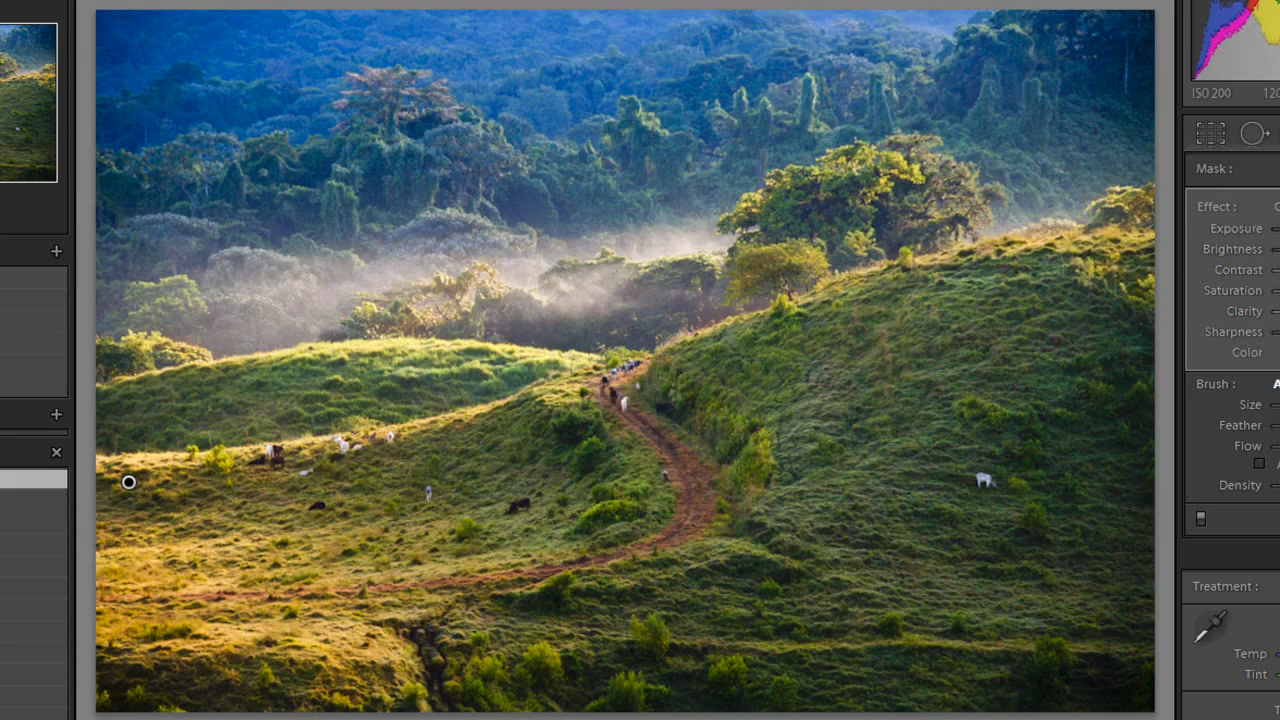 ISO 200
Mask :
Effect :
Exposure
Brightness
Contrast
Saturation
Clarity
Sharpness
Color
Brush :
Size
Feather
Flow
Density
Treatment :
Temp
Tint